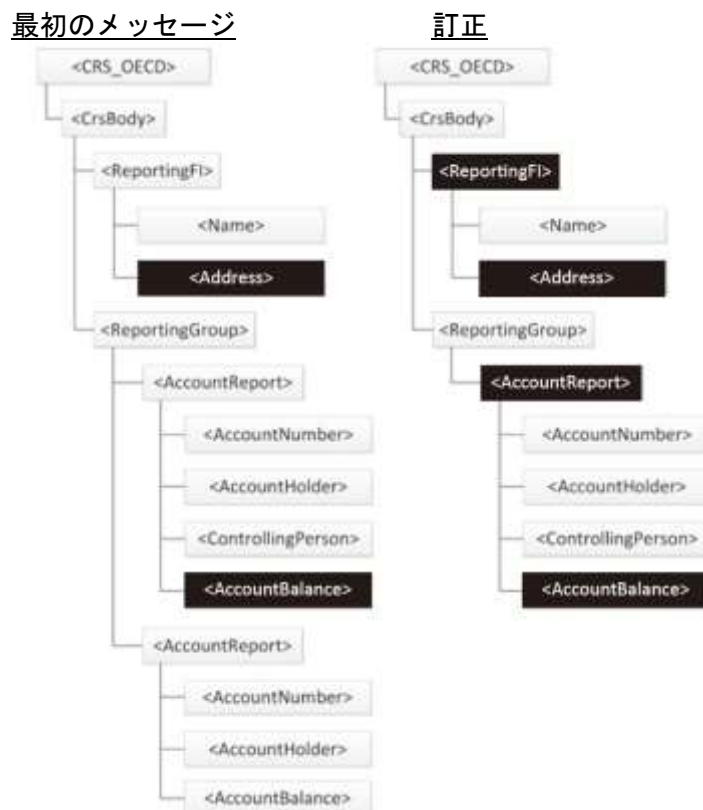 最初のメッセージ
<CRS_OECD>
<CrsBody>
<ReportingFI>
<Name>
<Address>
<ReportingGroup>
<AccountReport>
<AccountNumber>
<AccountHolder>
<ControllingPerson>
<AccountBalance>
<AccountReport>
<AccountNumber>
<AccountHolder>
<AccountBalance>
訂正
<CRS_OECD>
<CrsBody>
<ReportingFI>
<Name>
<Address>
<ReportingGroup>
<AccountReport>
<AccountNumber>
<AccountHolder>
<ControllingPerson>
<AccountBalance>